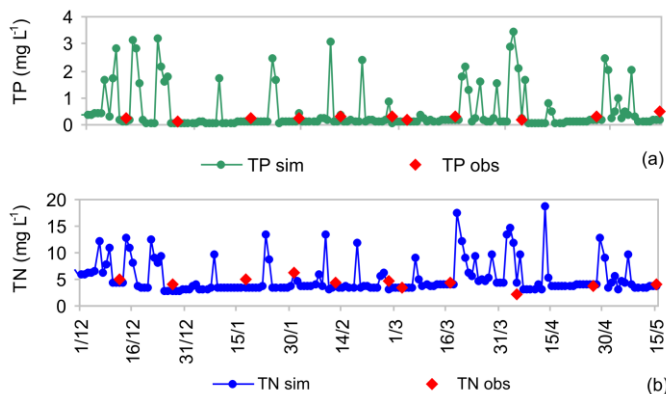 TP (mg L⁻¹)
4
3
2
1
0
TP sim
TP obs
(a)
TN (mg L⁻¹)
20
15
10
5
0
1/12
16/12
31/12
15/1
30/1
14/2
1/3
16/3
31/3
15/4
30/4
15/5
TN sim
TN obs
(b)